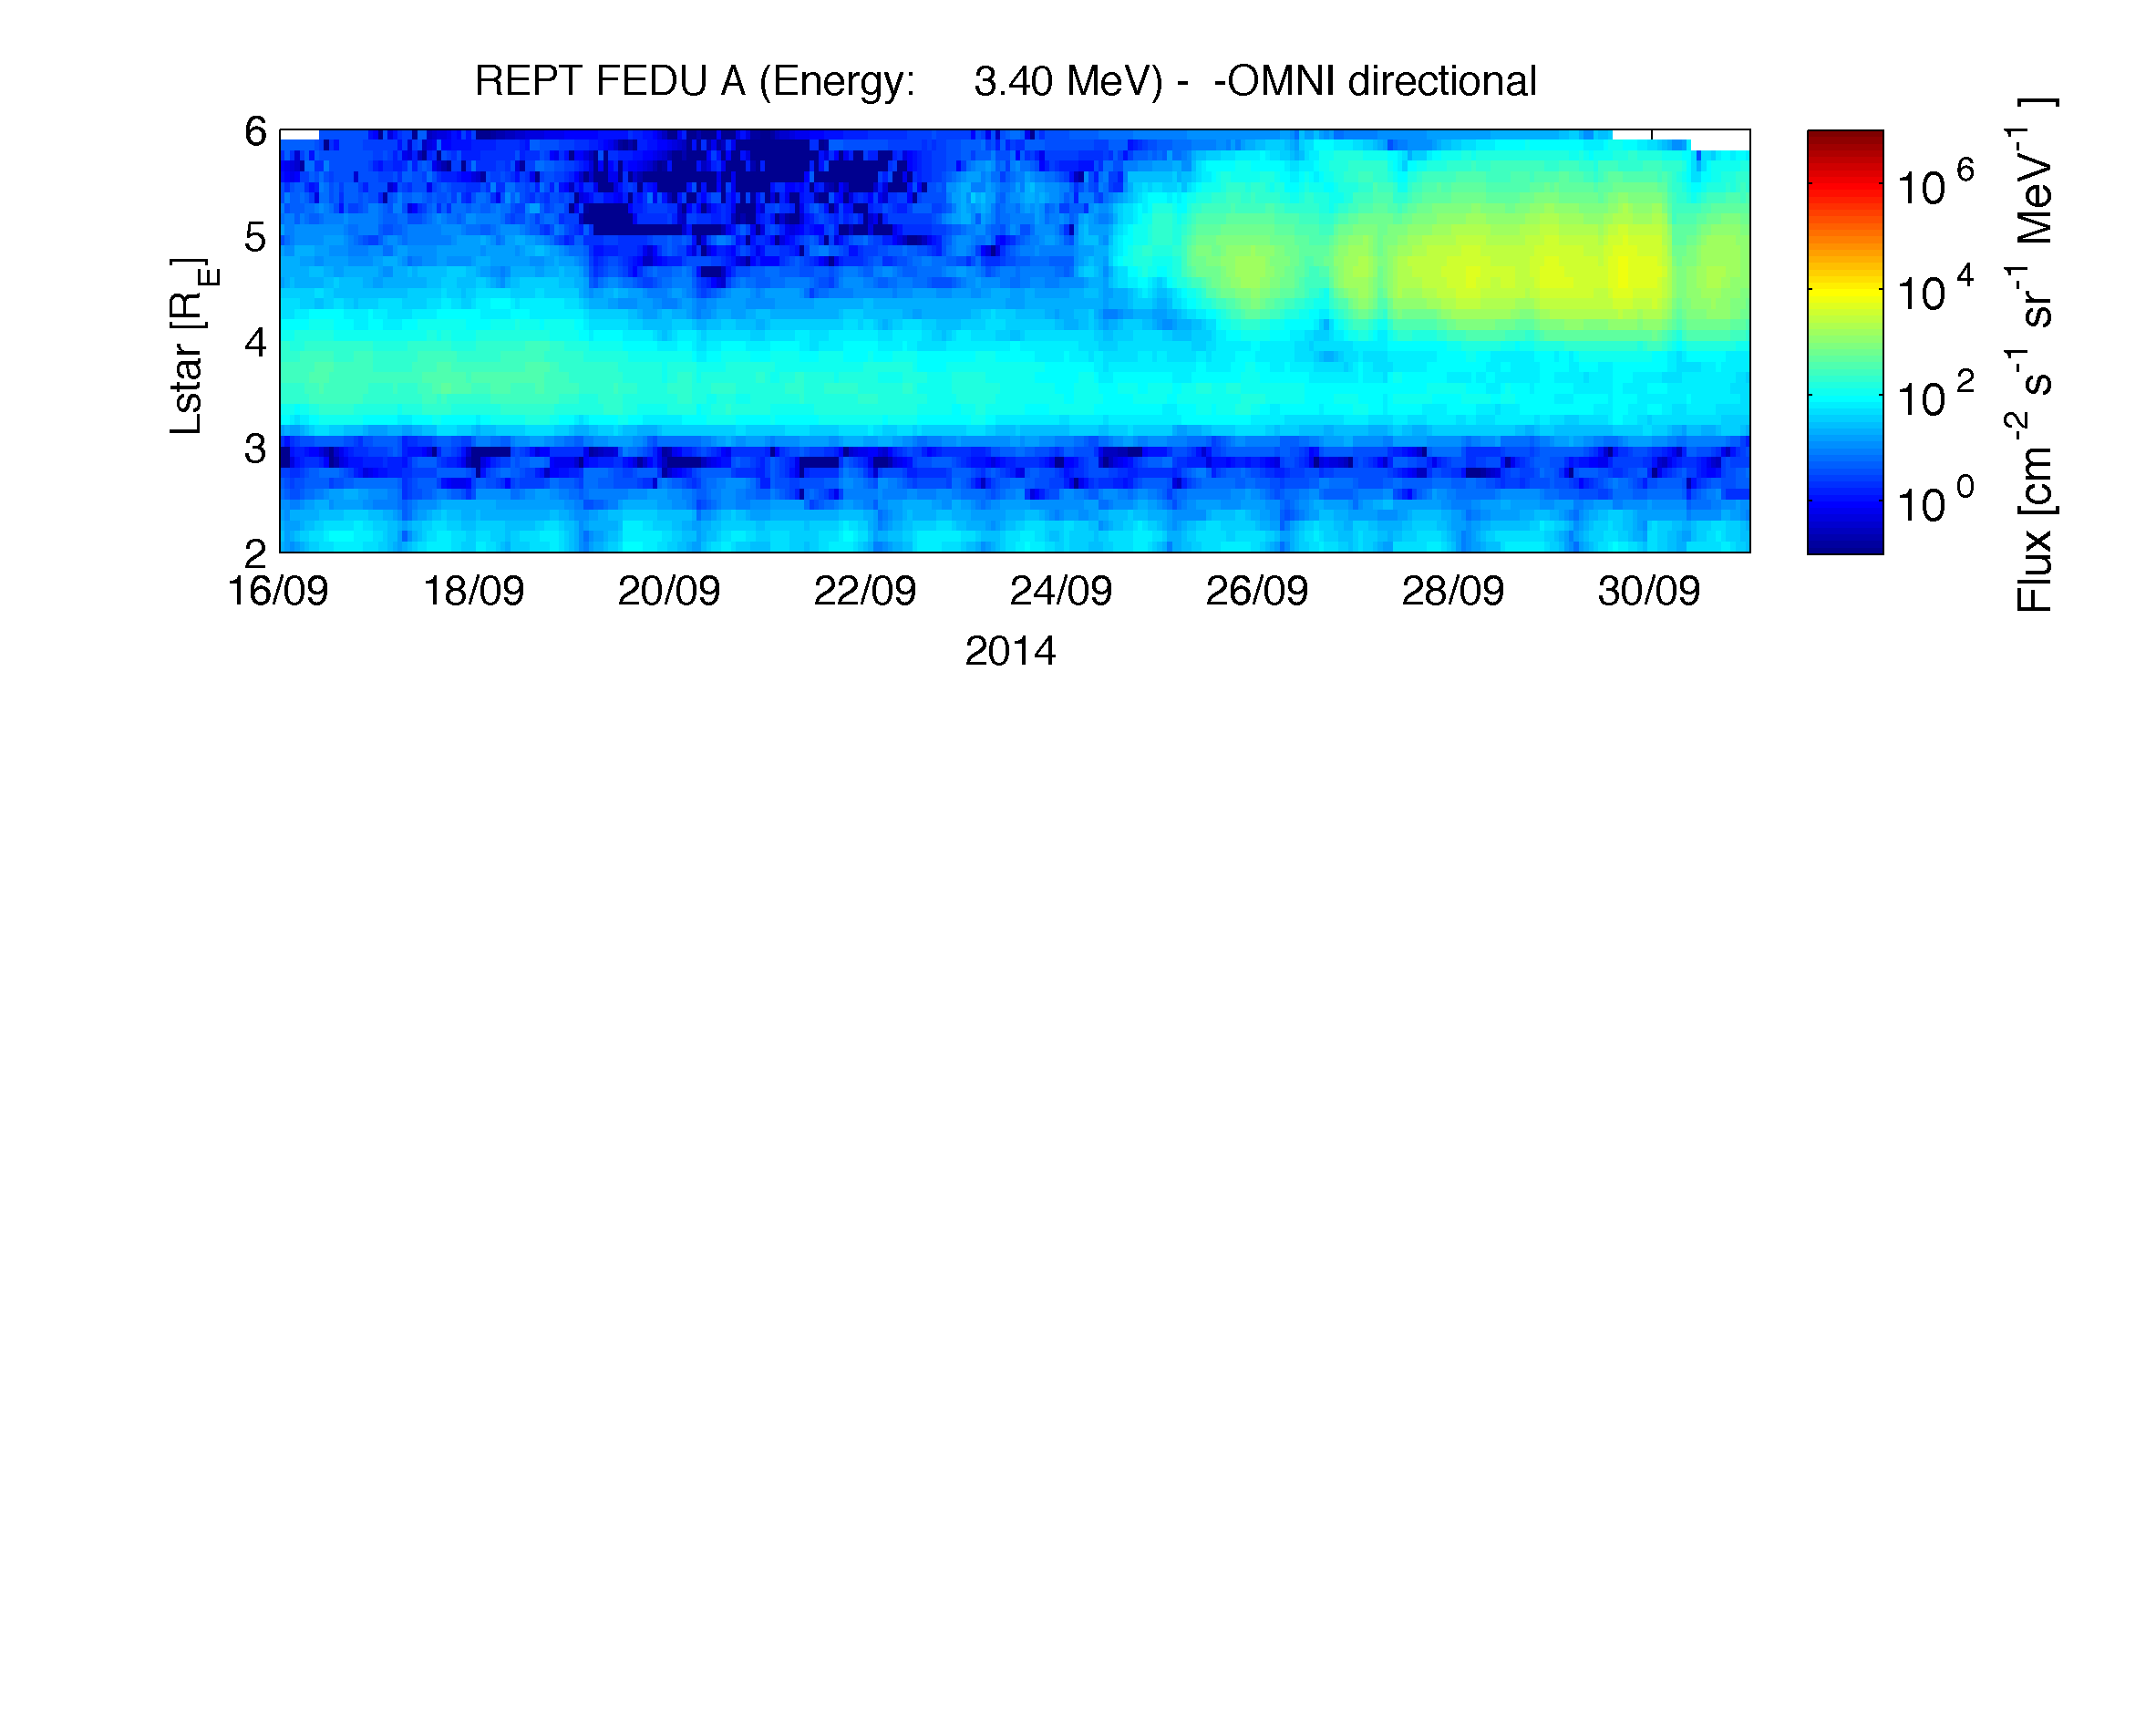 REPT FEDU A (Energy: 3.40 MeV) - -OMNI directional
Lstar [R_E]
6
5
4
3
2
16/09 18/09 20/09 22/09 24/09 26/09 28/09 30/09
2014
10^6
10^4
10^2
10^0
Flux [cm^-2 s^-1 sr^-1 MeV^-1 ]